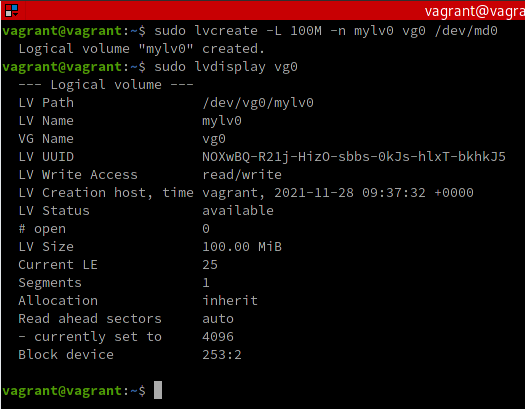 vagrant@vagra
vagrant@vagrant:~$ sudo lvcreate -L 100M -n mylv0 vg0 /dev/md0
  Logical volume "mylv0" created.
vagrant@vagrant:~$ sudo lvdisplay vg0
  --- Logical volume ---
  LV Path                /dev/vg0/mylv0
  LV Name                mylv0
  VG Name                vg0
  LV UUID                NOXwBQ-R21j-HizO-sbbs-0kJs-hlxT-bkhkJ5
  LV Write Access        read/write
  LV Creation host, time vagrant, 2021-11-28 09:37:32 +0000
  LV Status              available
  # open                 0
  LV Size                100.00 MiB
  Current LE             25
  Segments               1
  Allocation             inherit
  Read ahead sectors     auto
  - currently set to     4096
  Block device           253:2
vagrant@vagrant:~$